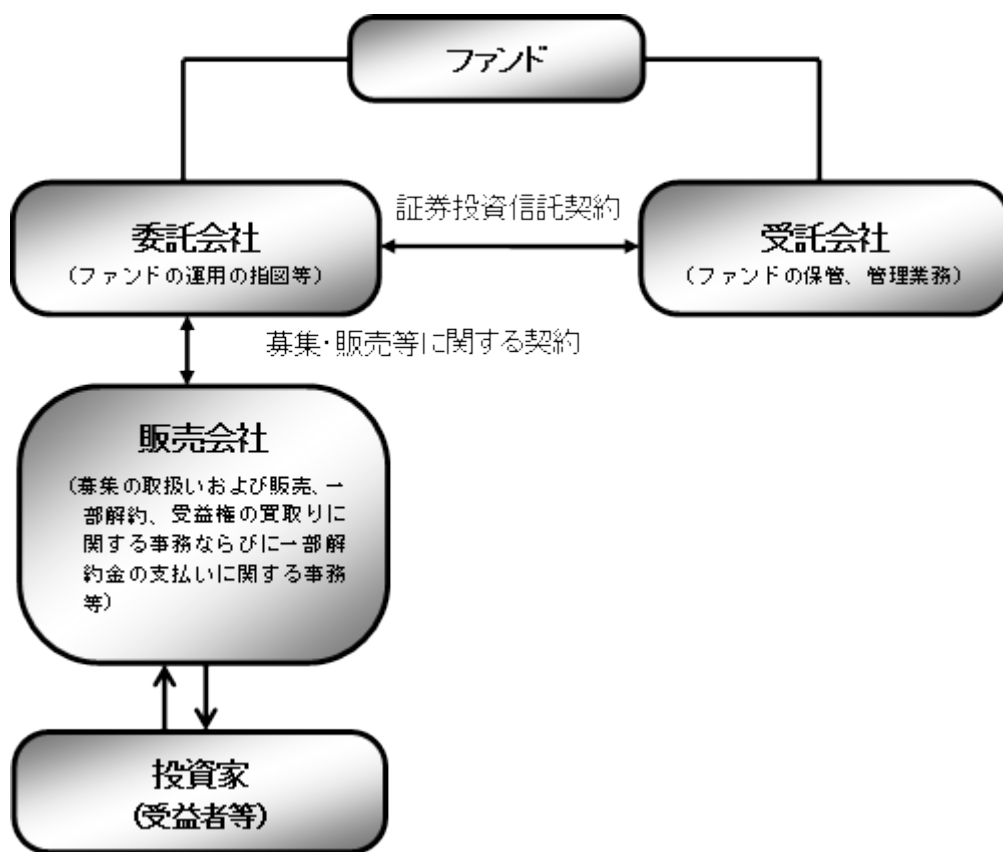 ファンド
証券投資信託契約
委託会社
（ファンドの運用の指図等）
受託会社
（ファンドの保管、管理業務）
募集・販売等に関する契約
販売会社
（募集の取扱いおよび販売、一
部解約、受益権の買取りに
関する事務ならびに一部解
約金の支払いに関する事務
等）
投資家
（受益者等）